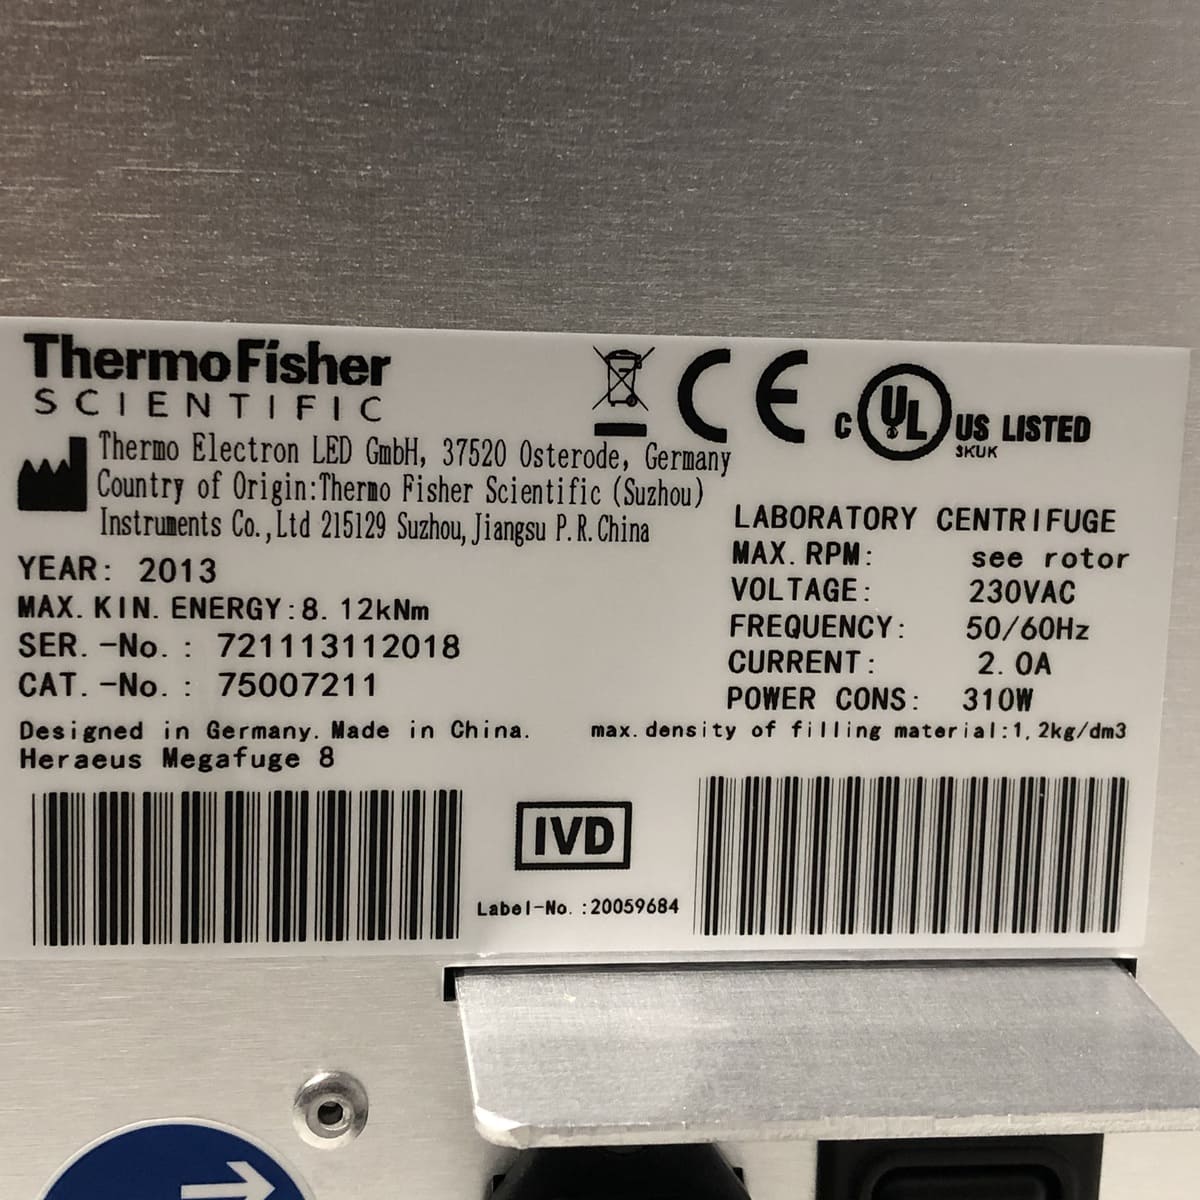 ThermoFisher
SCIENTIFIC
CE
C UL US LISTED
3KUK
Thermo Electron LED GmbH, 37520 Osterode, Germany
Country of Origin:Thermo Fisher Scientific (Suzhou)
Instruments Co.,Ltd 215129 Suzhou,Jiangsu P.R.China
YEAR: 2013
MAX. KIN. ENERGY:8. 12kNm
SER. -No. : 721113112018
CAT. -No. : 75007211
LABORATORY CENTRIFUGE
MAX. RPM: see rotor
VOLTAGE: 230VAC
FREQUENCY: 50/60Hz
CURRENT: 2. 0A
POWER CONS: 310W
Designed in Germany. Made in China.
Heraeus Megafuge 8
max. density of filling material:1, 2kg/dm3
IVD
Label-No. :20059684